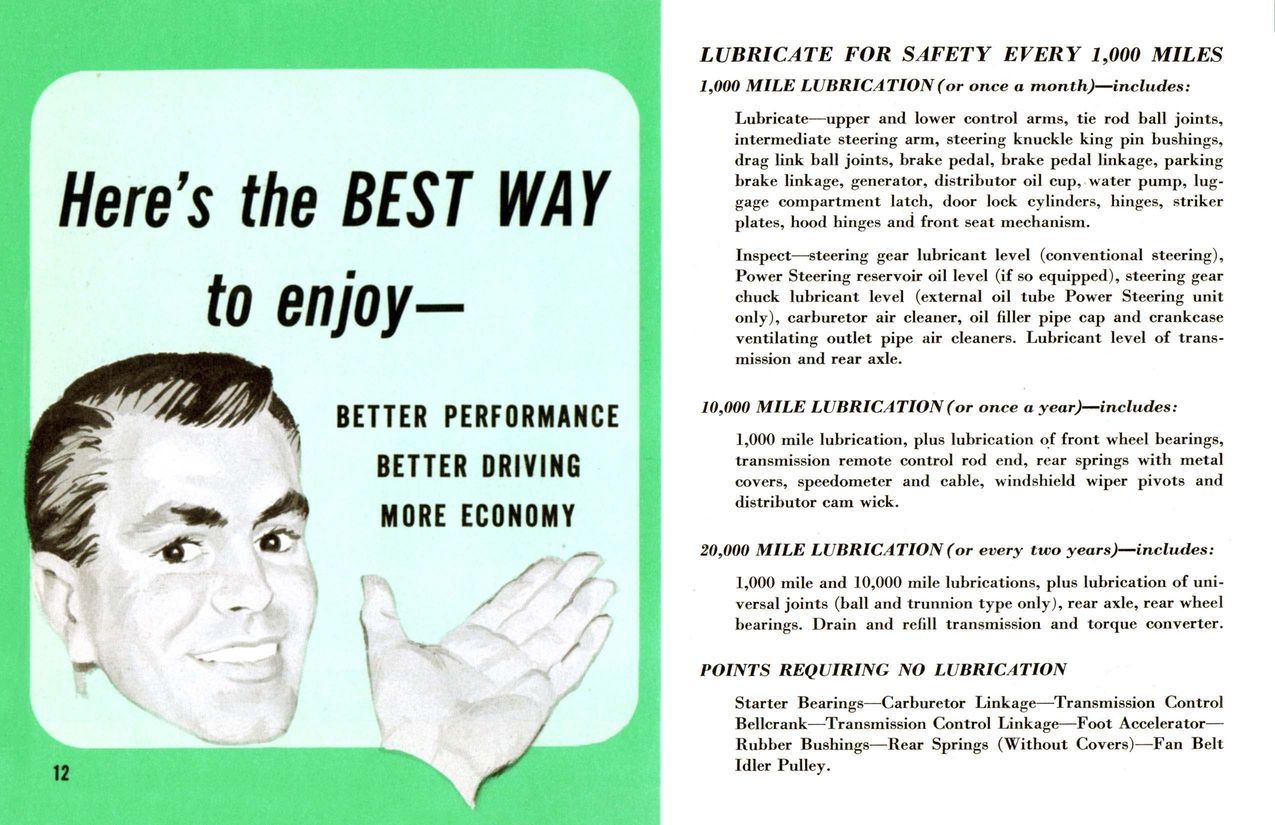 Here's the BEST WAY
to enjoy—
BETTER PERFORMANCE
BETTER DRIVING
MORE ECONOMY
12
LUBRICATE FOR SAFETY EVERY 1,000 MILES
1,000 MILE LUBRICATION (or once a month)—includes:
Lubricate—upper and lower control arms, tie rod ball joints,
intermediate steering arm, steering knuckle king pin bushings,
drag link ball joints, brake pedal, brake pedal linkage, parking
brake linkage, generator, distributor oil cup, water pump, lug-
gage compartment latch, door lock cylinders, hinges, striker
plates, hood hinges and front seat mechanism.
Inspect—steering gear lubricant level (conventional steering),
Power Steering reservoir oil level (if so equipped), steering gear
chuck lubricant level (external oil tube Power Steering unit
only), carburetor air cleaner, oil filler pipe cap and crankcase
ventilating outlet pipe air cleaners. Lubricant level of trans-
mission and rear axle.
10,000 MILE LUBRICATION (or once a year)—includes:
1,000 mile lubrication, plus lubrication of front wheel bearings,
transmission remote control rod end, rear springs with metal
covers, speedometer and cable, windshield wiper pivots and
distributor cam wick.
20,000 MILE LUBRICATION (or every two years)—includes:
1,000 mile and 10,000 mile lubrications, plus lubrication of uni-
versal joints (ball and trunnion type only), rear axle, rear wheel
bearings. Drain and refill transmission and torque converter.
POINTS REQUIRING NO LUBRICATION
Starter Bearings—Carburetor Linkage—Transmission Control
Bellcrank—Transmission Control Linkage—Foot Accelerator—
Rubber Bushings—Rear Springs (Without Covers)—Fan Belt
Idler Pulley.